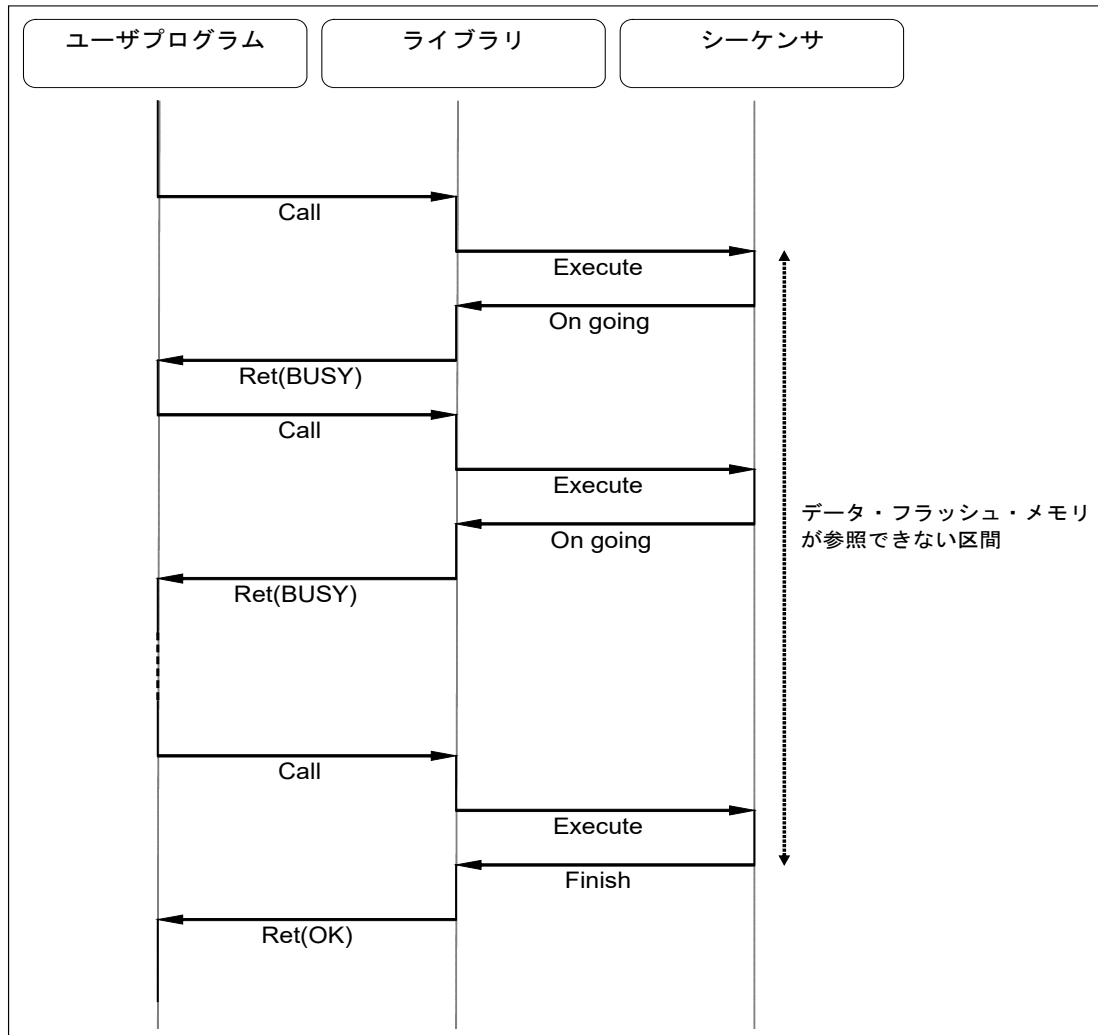 ユーザプログラム
ライブラリ
シーケンサ
Call
Execute
On going
Ret(BUSY)
Call
Execute
データ・フラッシュ・メモリ
が参照できない区間
On going
Ret(BUSY)
Call
Execute
Finish
Ret(OK)